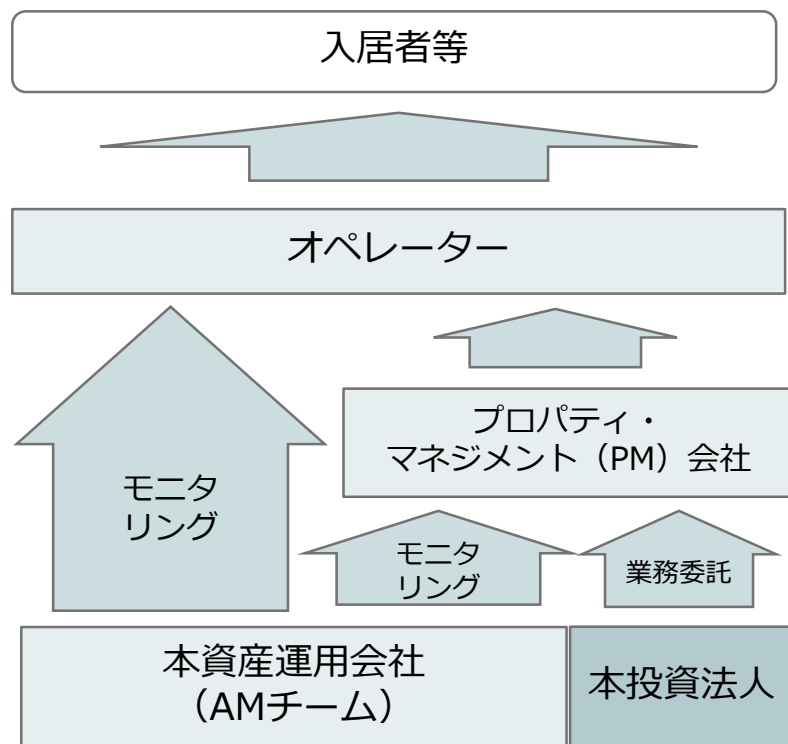 入居者等
オペレーター
プロパティ・
マネジメント（PM）会社
モニタ
リング
モニタ
リング
業務委託
本資産運用会社
（AMチーム）
本投資法人